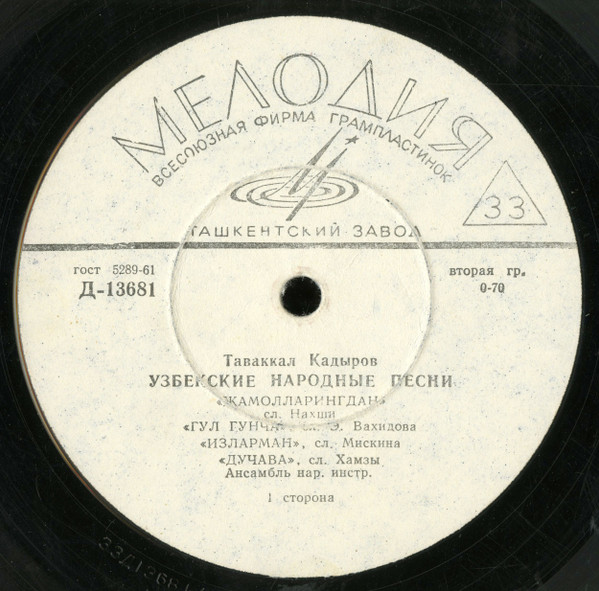 МЕЛОДИЯ
ВСЕСОЮЗНАЯ ФИРМА ГРАМПЛАСТИНОК
33
ТАШКЕНТСКИЙ ЗАВОД
гост 5289-61
вторая гр.
Д-13681
0-70
Таваккал Кадыров
УЗБЕКСКИЕ НАРОДНЫЕ ПЕСНИ
«ЖАМОЛЛАРИНГДАН»
сл. Нахши
«ГУЛ ГУНЧА», сл. Э. Вахидова
«ИЗЛАРМАН», сл. Мискина
«ДУЧАВА», сл. Хамзы
Ансамбль нар. инстр.
1 сторона